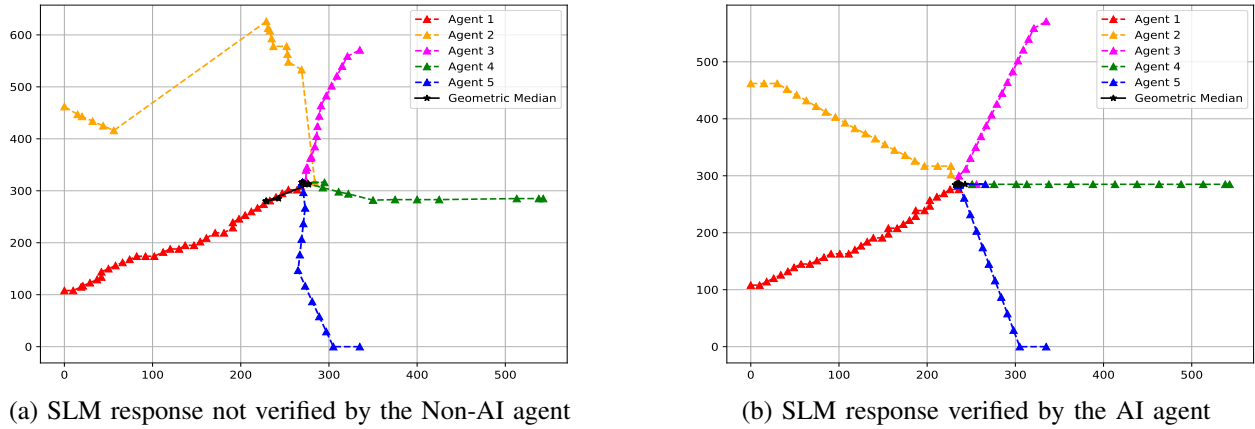 600
500
400
300
200
100
0
0 100 200 300 400 500
Agent 1
Agent 2
Agent 3
Agent 4
Agent 5
Geometric Median
(a) SLM response not verified by the Non-AI agent
500
400
300
200
100
0
0 100 200 300 400 500
Agent 1
Agent 2
Agent 3
Agent 4
Agent 5
Geometric Median
(b) SLM response verified by the AI agent